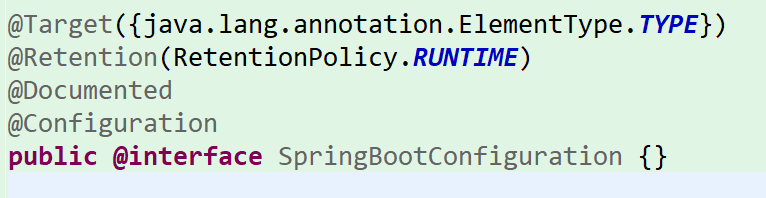 @Target({java.lang.annotation.ElementType.TYPE})
@Retention(RetentionPolicy.RUNTIME)
@Documented
@Configuration
public @interface SpringBootConfiguration {}